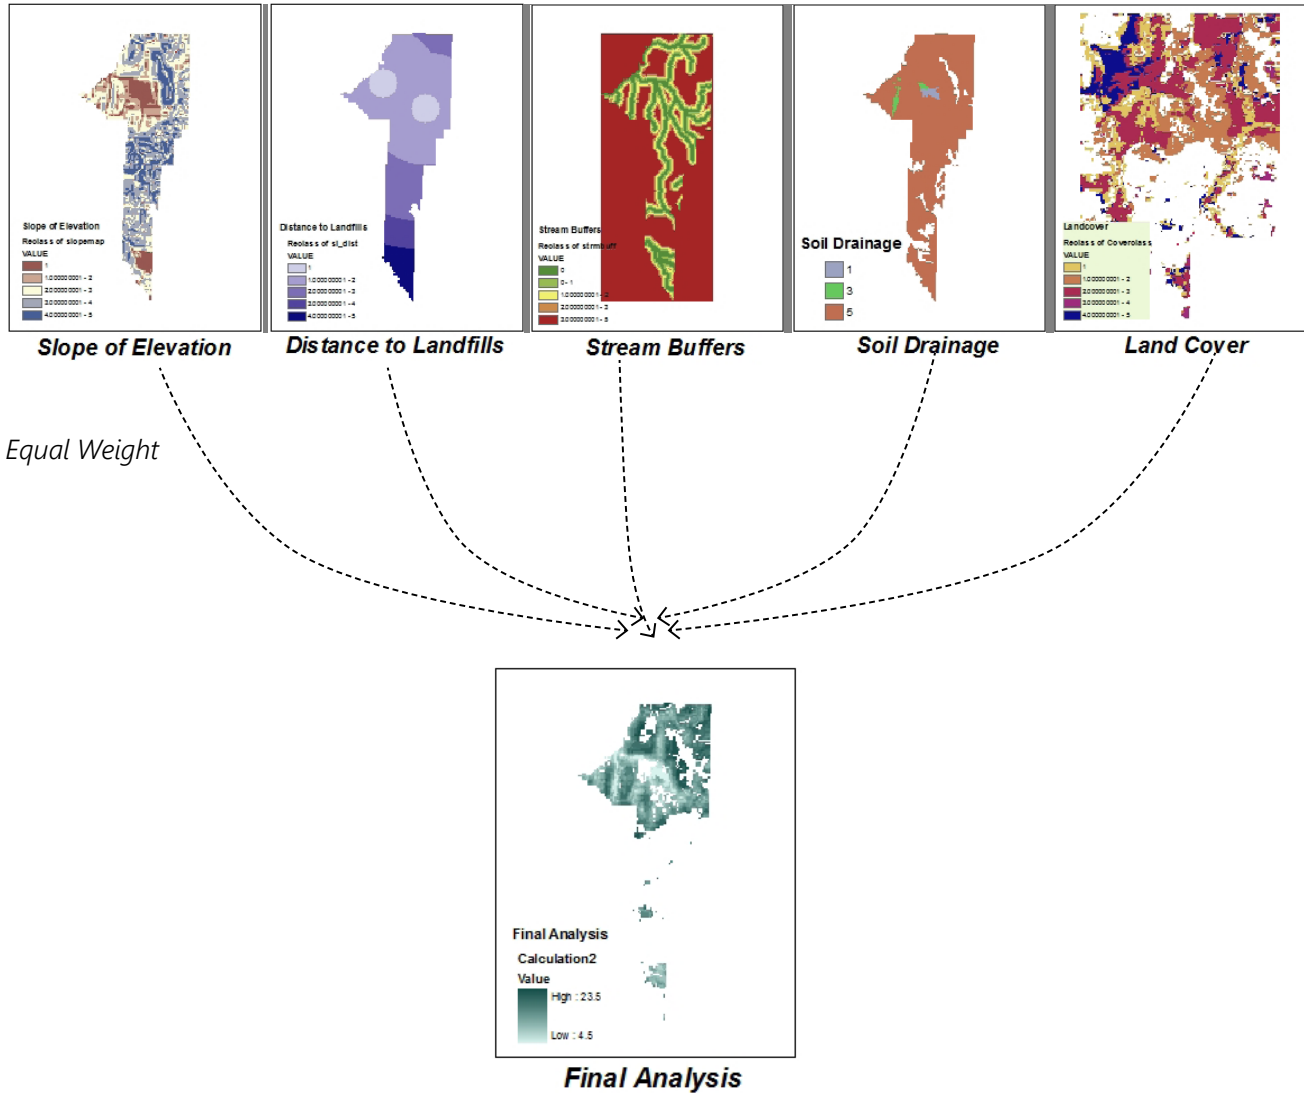 Slope of Elevation
Reclass of slopemap
VALUE
1
1.000000001 - 2
2.000000001 - 3
3.000000001 - 4
4.000000001 - 5
Slope of Elevation
Distance to Landfills
Reclass of sl_dist
VALUE
1
1.000000001 - 2
2.000000001 - 3
3.000000001 - 4
4.000000001 - 5
Distance to Landfills
Stream Buffers
Reclass of strmbuff
VALUE
0
0 - 1
1.000000001 - 2
2.000000001 - 3
3.000000001 - 5
Stream Buffers
Soil Drainage
1
3
5
Soil Drainage
Landcover
Reclass of Coverclass
VALUE
1
1.000000001 - 2
2.000000001 - 3
3.000000001 - 4
4.000000001 - 5
Land Cover
Equal Weight
Final Analysis
Calculation2
Value
High : 23.5
Low : 4.5
Final Analysis